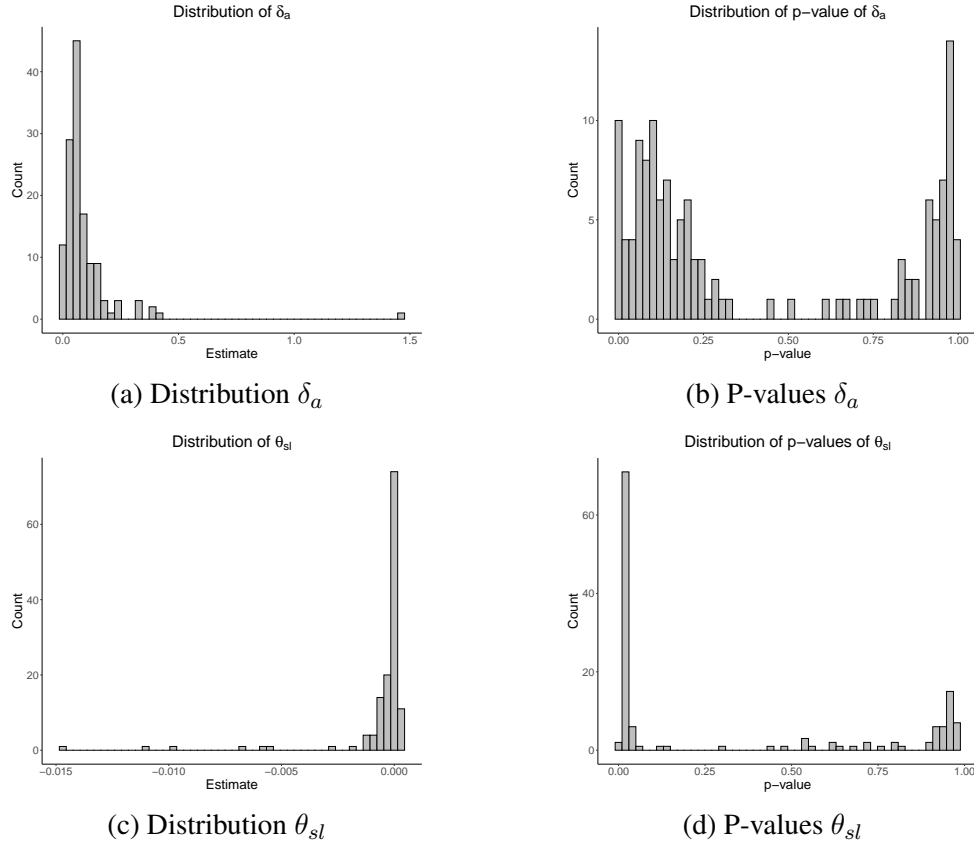 Distribution of δa
Count
40
30
20
10
0
0.0 0.5 1.0 1.5
Estimate
(a) Distribution δa
Distribution of p−value of δa
Count
10
5
0
0.00 0.25 0.50 0.75 1.00
p−value
(b) P-values δa
Distribution of θsl
Count
60
40
20
0
−0.015 −0.010 −0.005 0.000
Estimate
(c) Distribution θsl
Distribution of p−values of θsl
Count
60
40
20
0
0.00 0.25 0.50 0.75 1.00
p−value
(d) P-values θsl